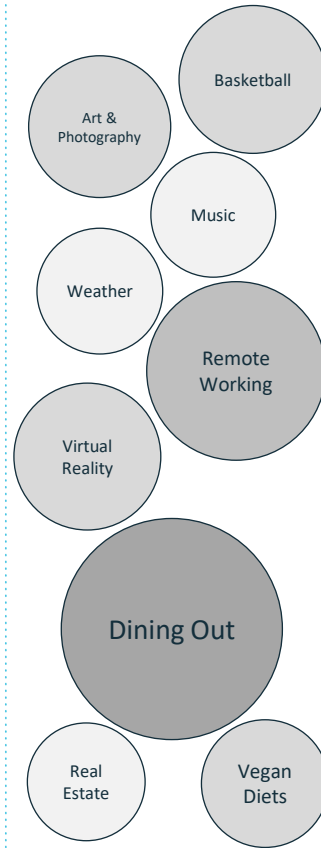 Basketball
Art &
Photography
Music
Weather
Remote
Working
Virtual
Reality
Dining Out
Real
Estate
Vegan
Diets